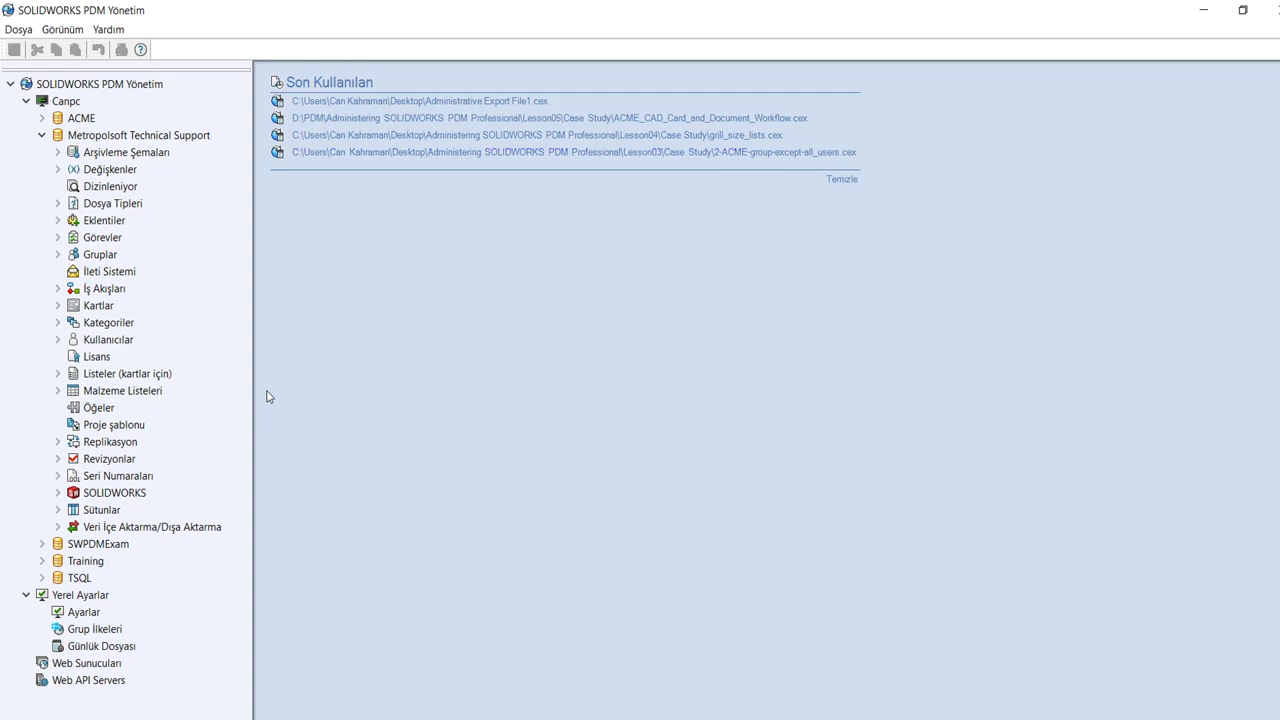 SOLIDWORKS PDM Yönetim
Dosya Görünüm Yardım
SOLIDWORKS PDM Yönetim
Canpc
ACME
Metropolsoft Technical Support
Arşivleme Şemaları
(x) Değişkenler
Dizinleniyor
Dosya Tipleri
Eklentiler
Görevler
Gruplar
İleti Sistemi
İş Akışları
Kartlar
Kategoriler
Kullanıcılar
Lisans
Listeler (kartlar için)
Malzeme Listeleri
Öğeler
Proje şablonu
Replikasyon
Revizyonlar
Seri Numaraları
SOLIDWORKS
Sütunlar
Veri İçe Aktarma/Dışa Aktarma
SWPDMExam
Training
TSQL
Yerel Ayarlar
Ayarlar
Grup İlkeleri
Günlük Dosyası
Web Sunucuları
Web API Servers
Son Kullanılan
C:\Users\Can Kahraman\Desktop\Administrative Export File1.cex
D:\PDM\Administering SOLIDWORKS PDM Professional\Lesson05\Case Study\ACME_CAD_Card_and_Document_Workflow.cex
C:\Users\Can Kahraman\Desktop\Administering SOLIDWORKS PDM Professional\Lesson04\Case Study\grill_size_lists.cex
C:\Users\Can Kahraman\Desktop\Administering SOLIDWORKS PDM Professional\Lesson03\Case Study\2-ACME-group-except-all_users.cex
Temizle